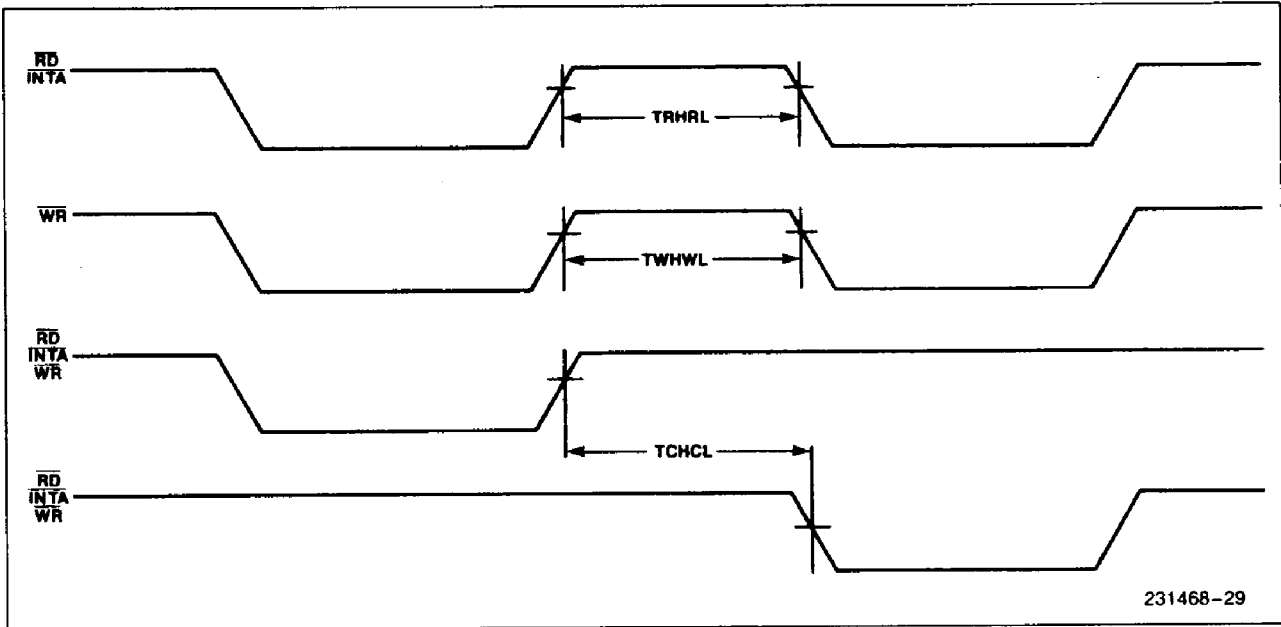 RD
INTA
TRHRL
WR
TWHWL
RD
INTA
WR
TCHCL
RD
INTA
WR
231468-29